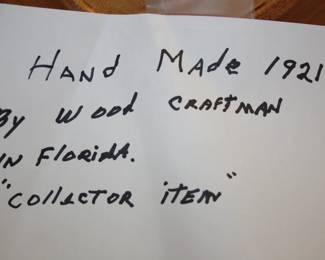 HAND MAde 1921
By wood CRAFTMAN
IN FLORIDA.
"COllECTOR iTEM"